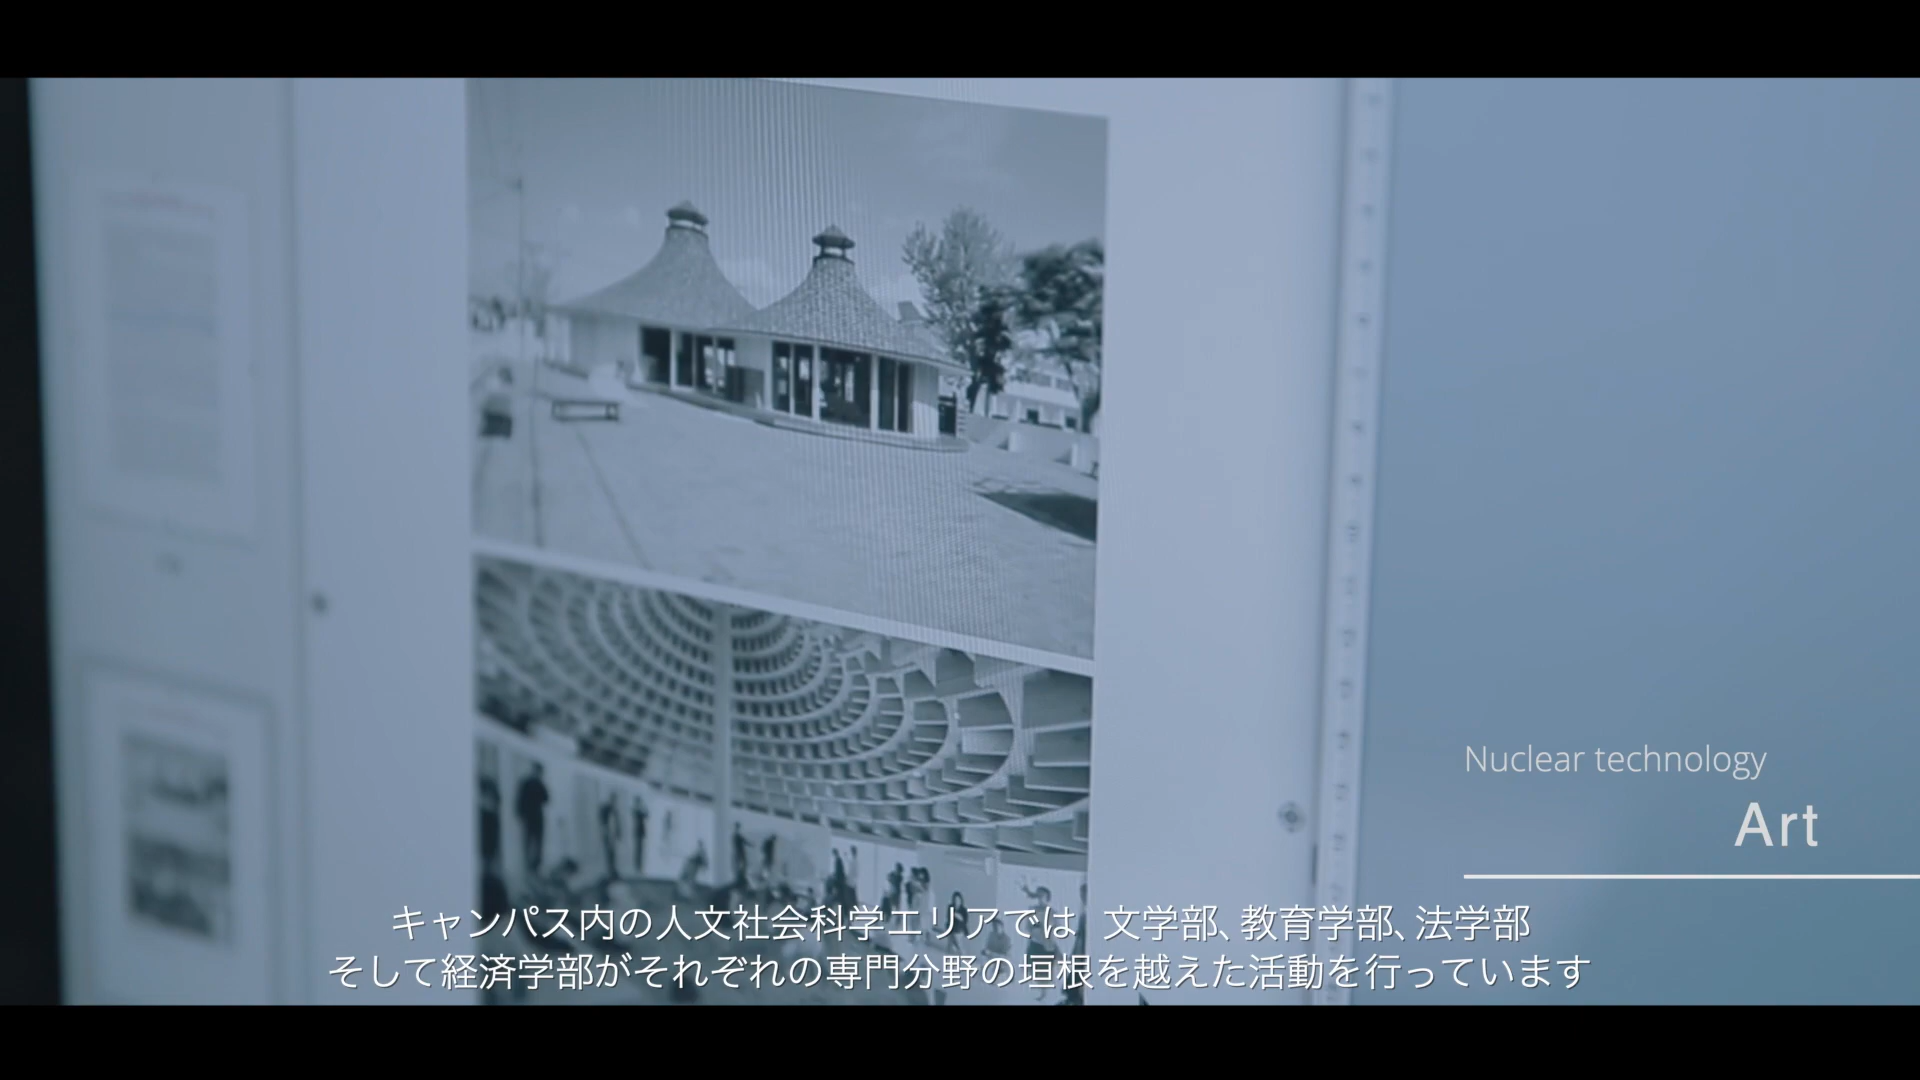 Nuclear technology
Art
キャンパス内の人文社会科学エリアでは 文学部、教育学部、法学部
そして経済学部がそれぞれの専門分野の垣根を越えた活動を行っています